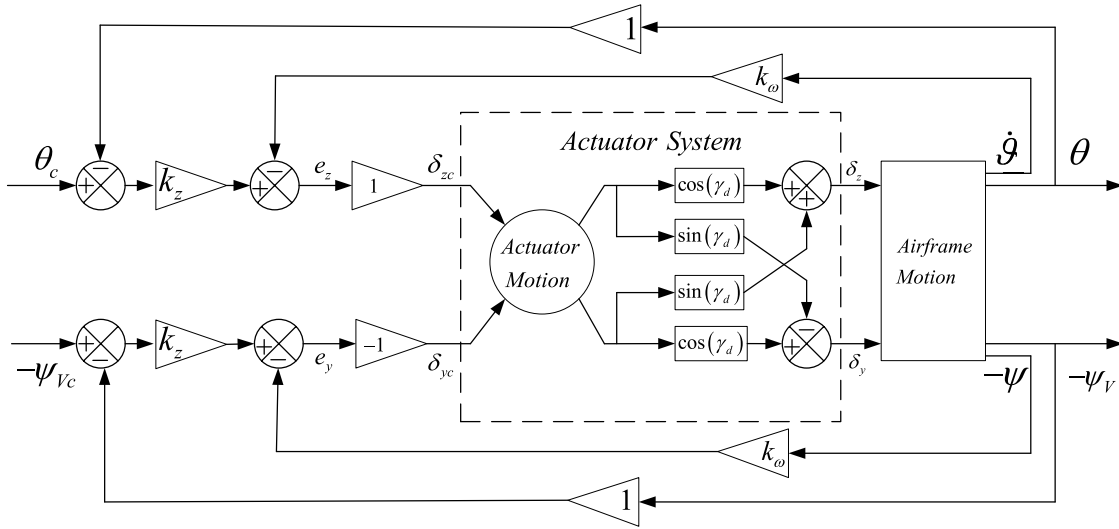 1
k_ω
Actuator System
θ_c
+
−
k_z
+
−
e_z
1
δ_zc
cos(γ_d)
+
+
δ_z
ϑ̇
θ
sin(γ_d)
Actuator
Motion
Airframe
Motion
sin(γ_d)
−ψ_Vc
+
−
k_z
+
−
e_y
−1
δ_yc
cos(γ_d)
−
+
δ_y
−ψ
−ψ_V
k_ω
1